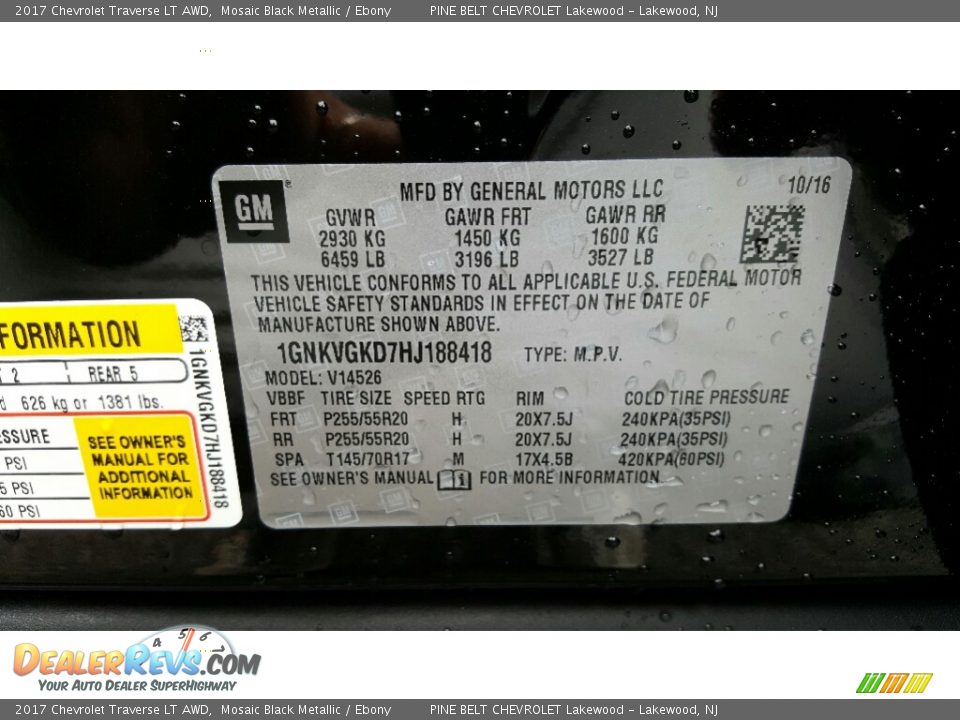 2017 Chevrolet Traverse LT AWD, Mosaic Black Metallic / Ebony PINE BELT CHEVROLET Lakewood – Lakewood, NJ
GM
MFD BY GENERAL MOTORS LLC 10/16
GVWR GAWR FRT GAWR RR
2930 KG 1450 KG 1600 KG
6459 LB 3196 LB 3527 LB
THIS VEHICLE CONFORMS TO ALL APPLICABLE U.S. FEDERAL MOTOR
VEHICLE SAFETY STANDARDS IN EFFECT ON THE DATE OF
MANUFACTURE SHOWN ABOVE.
1GNKVGKD7HJ188418 TYPE: M.P.V.
MODEL: V14526
VBBF TIRE SIZE SPEED RTG RIM COLD TIRE PRESSURE
FRT P255/55R20 H 20X7.5J 240KPA(35PSI)
RR P255/55R20 H 20X7.5J 240KPA(35PSI)
SPA T145/70R17 M 17X4.5B 420KPA(60PSI)
SEE OWNER'S MANUAL i FOR MORE INFORMATION
FORMATION
2 REAR 5
626 kg or 1381 lbs.
SSURE
PSI
5 PSI
60 PSI
SEE OWNER'S
MANUAL FOR
ADDITIONAL
INFORMATION
1GNKVGKD7HJ188418
4 5 6 7
DEALERREVS.COM
YOUR AUTO DEALER SUPERHIGHWAY
2017 Chevrolet Traverse LT AWD, Mosaic Black Metallic / Ebony PINE BELT CHEVROLET Lakewood – Lakewood, NJ